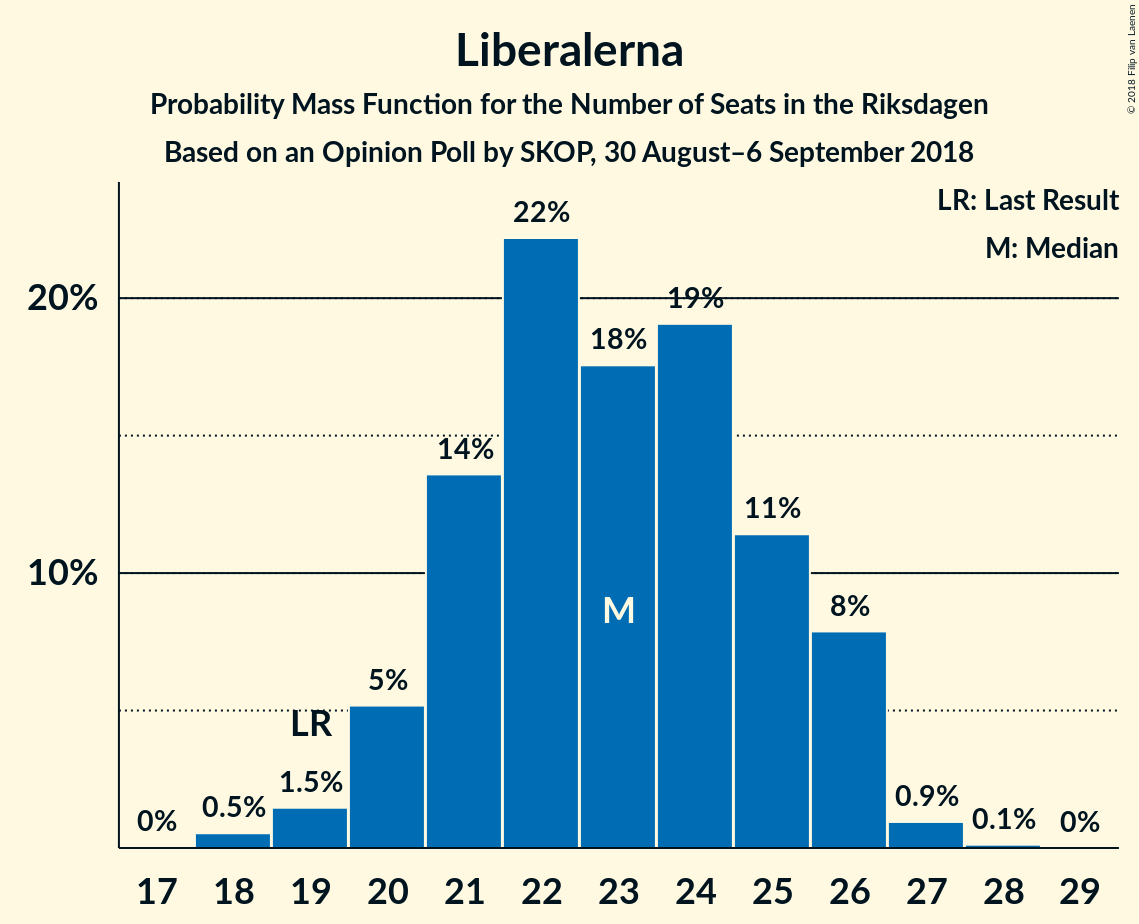 Liberalerna
Probability Mass Function for the Number of Seats in the Riksdagen
Based on an Opinion Poll by SKOP, 30 August–6 September 2018
© 2018 Filip van Laenen
LR: Last Result
M: Median
20%
10%
0%
0.5%
1.5%
LR
5%
14%
22%
18%
M
19%
11%
8%
0.9%
0.1%
0%
17 18 19 20 21 22 23 24 25 26 27 28 29